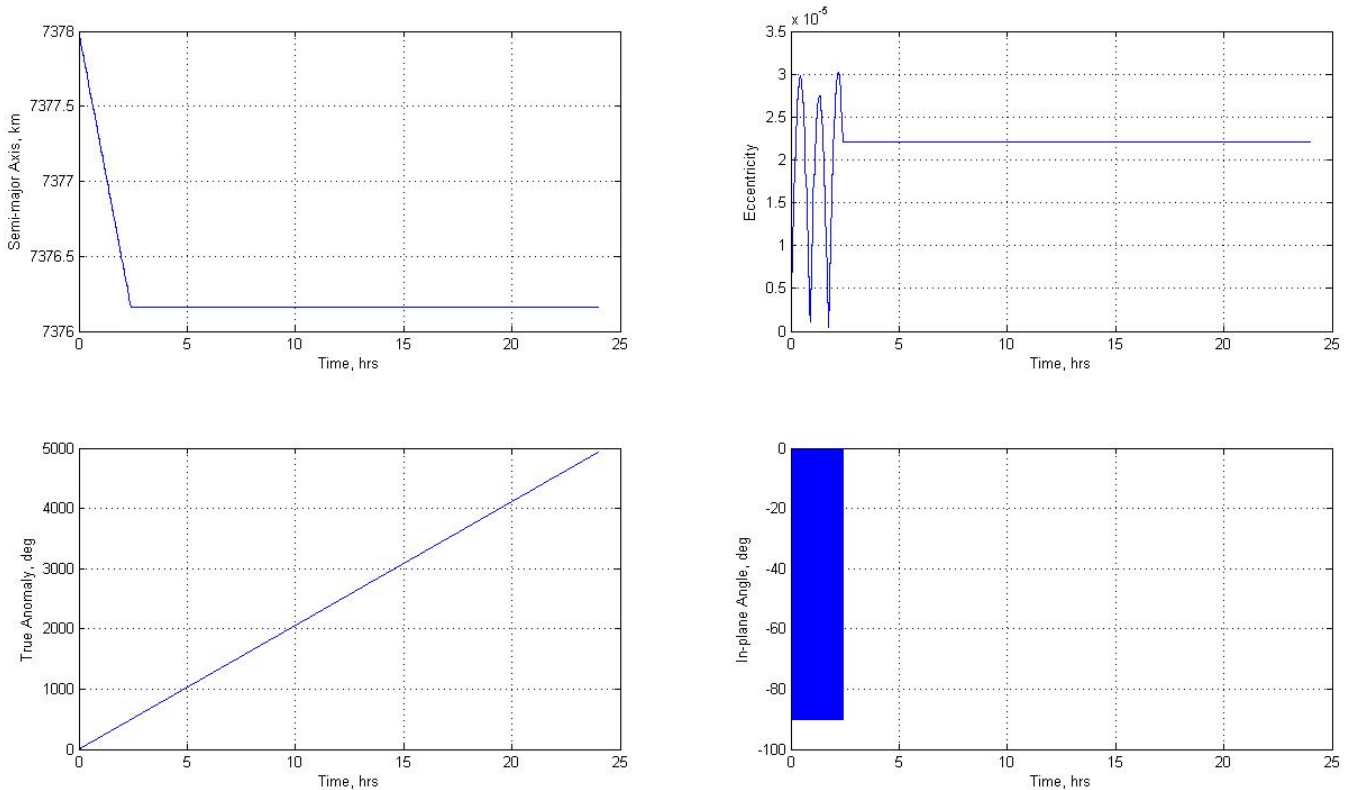 7378
7377.5
7377
7376.5
7376
Semi-major Axis, km
0 5 10 15 20 25
Time, hrs
x 10^-5
3.5
3
2.5
2
1.5
1
0.5
0
Eccentricity
0 5 10 15 20 25
Time, hrs
5000
4000
3000
2000
1000
0
True Anomaly, deg
0 5 10 15 20 25
Time, hrs
0
-20
-40
-60
-80
-100
In-plane Angle, deg
0 5 10 15 20 25
Time, hrs